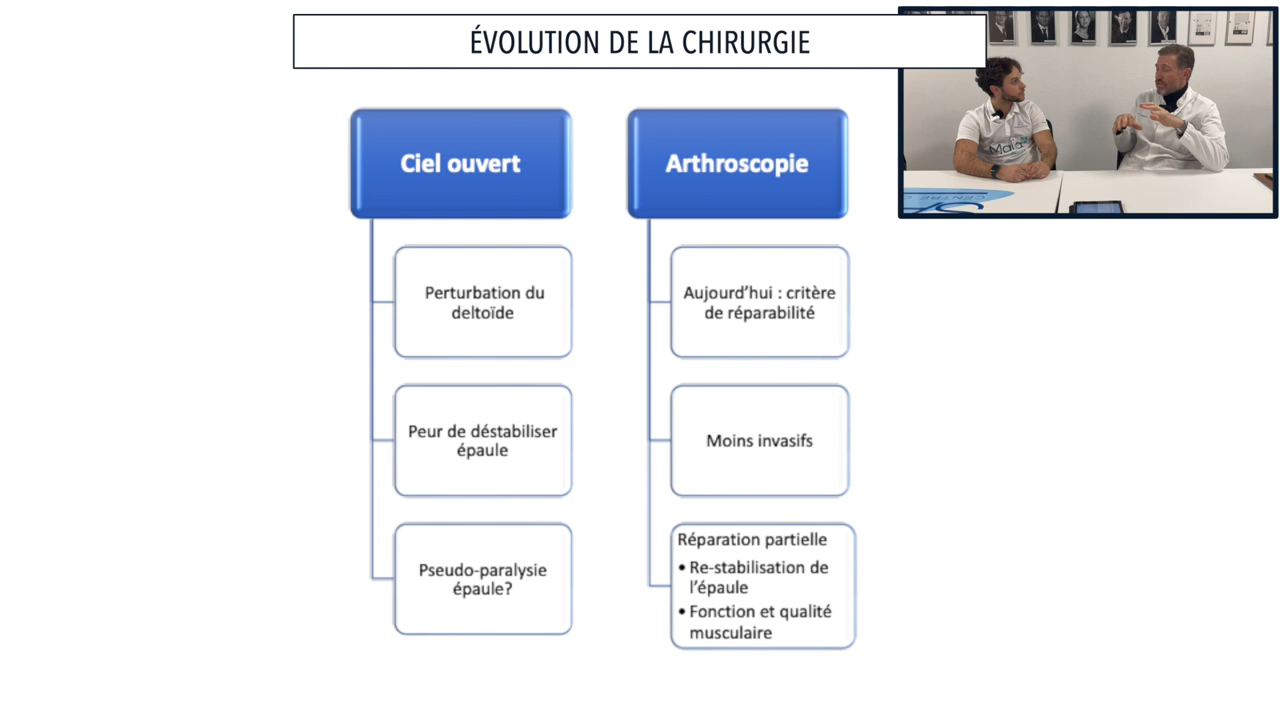 ÉVOLUTION DE LA CHIRURGIE
Ciel ouvert
Perturbation du
deltoïde
Peur de déstabiliser
épaule
Pseudo-paralysie
épaule?
Arthroscopie
Aujourd'hui : critère
de réparabilité
Moins invasifs
Réparation partielle
• Re-stabilisation de
l'épaule
• Fonction et qualité
musculaire
Maia